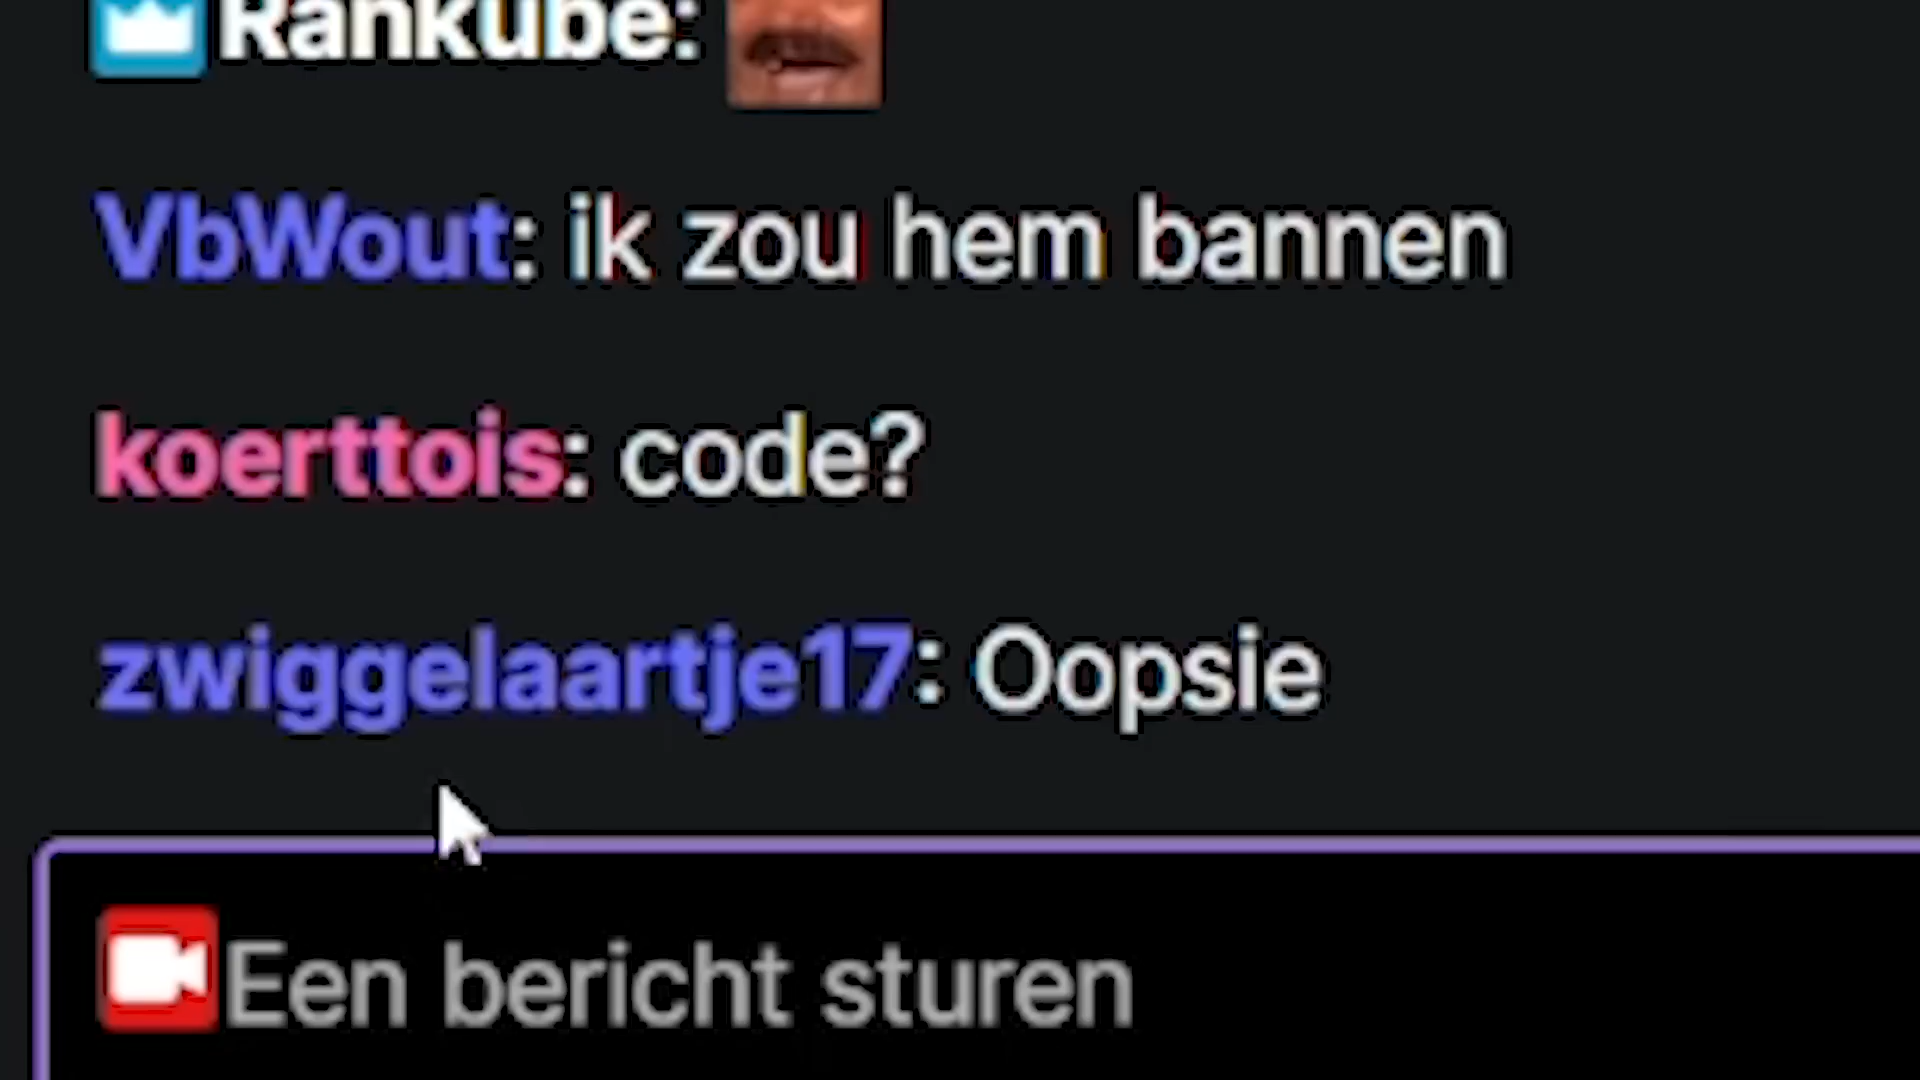 Rankube:
VbWout: ik zou hem bannen
koerttois: code?
zwiggelaartje17: Oopsie
Een bericht sturen